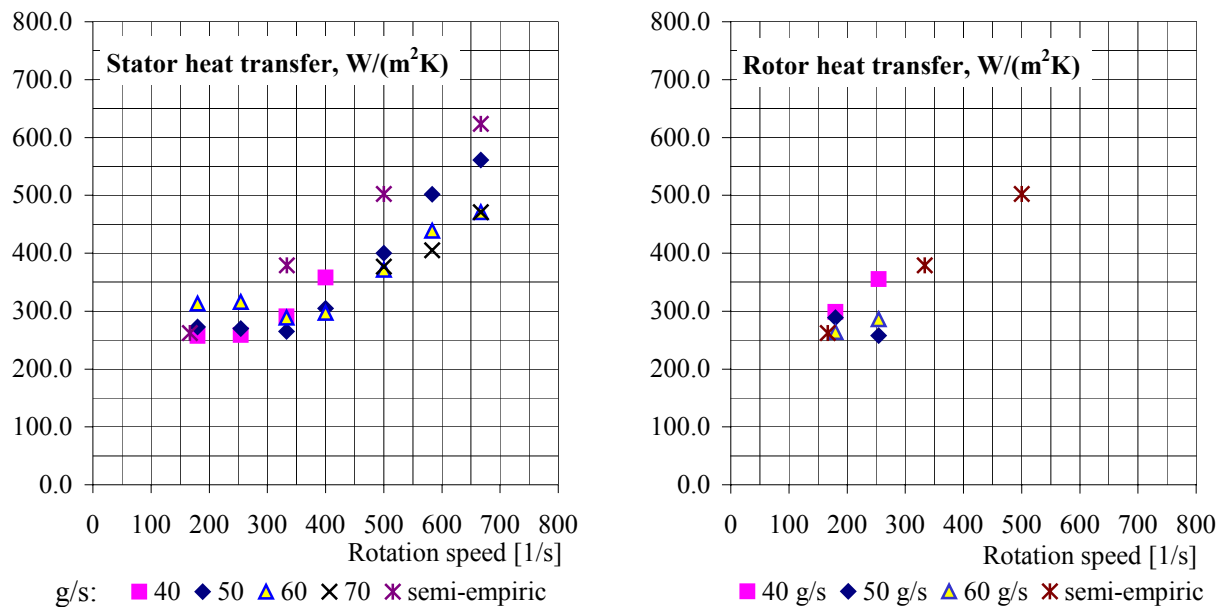 Stator heat transfer, W/(m²K)
800.0
700.0
600.0
500.0
400.0
300.0
200.0
100.0
0.0
0 100 200 300 400 500 600 700 800
Rotation speed [1/s]
g/s: 40 50 60 70 semi-empiric
Rotor heat transfer, W/(m²K)
800.0
700.0
600.0
500.0
400.0
300.0
200.0
100.0
0.0
0 100 200 300 400 500 600 700 800
Rotation speed [1/s]
40 g/s 50 g/s 60 g/s semi-empiric